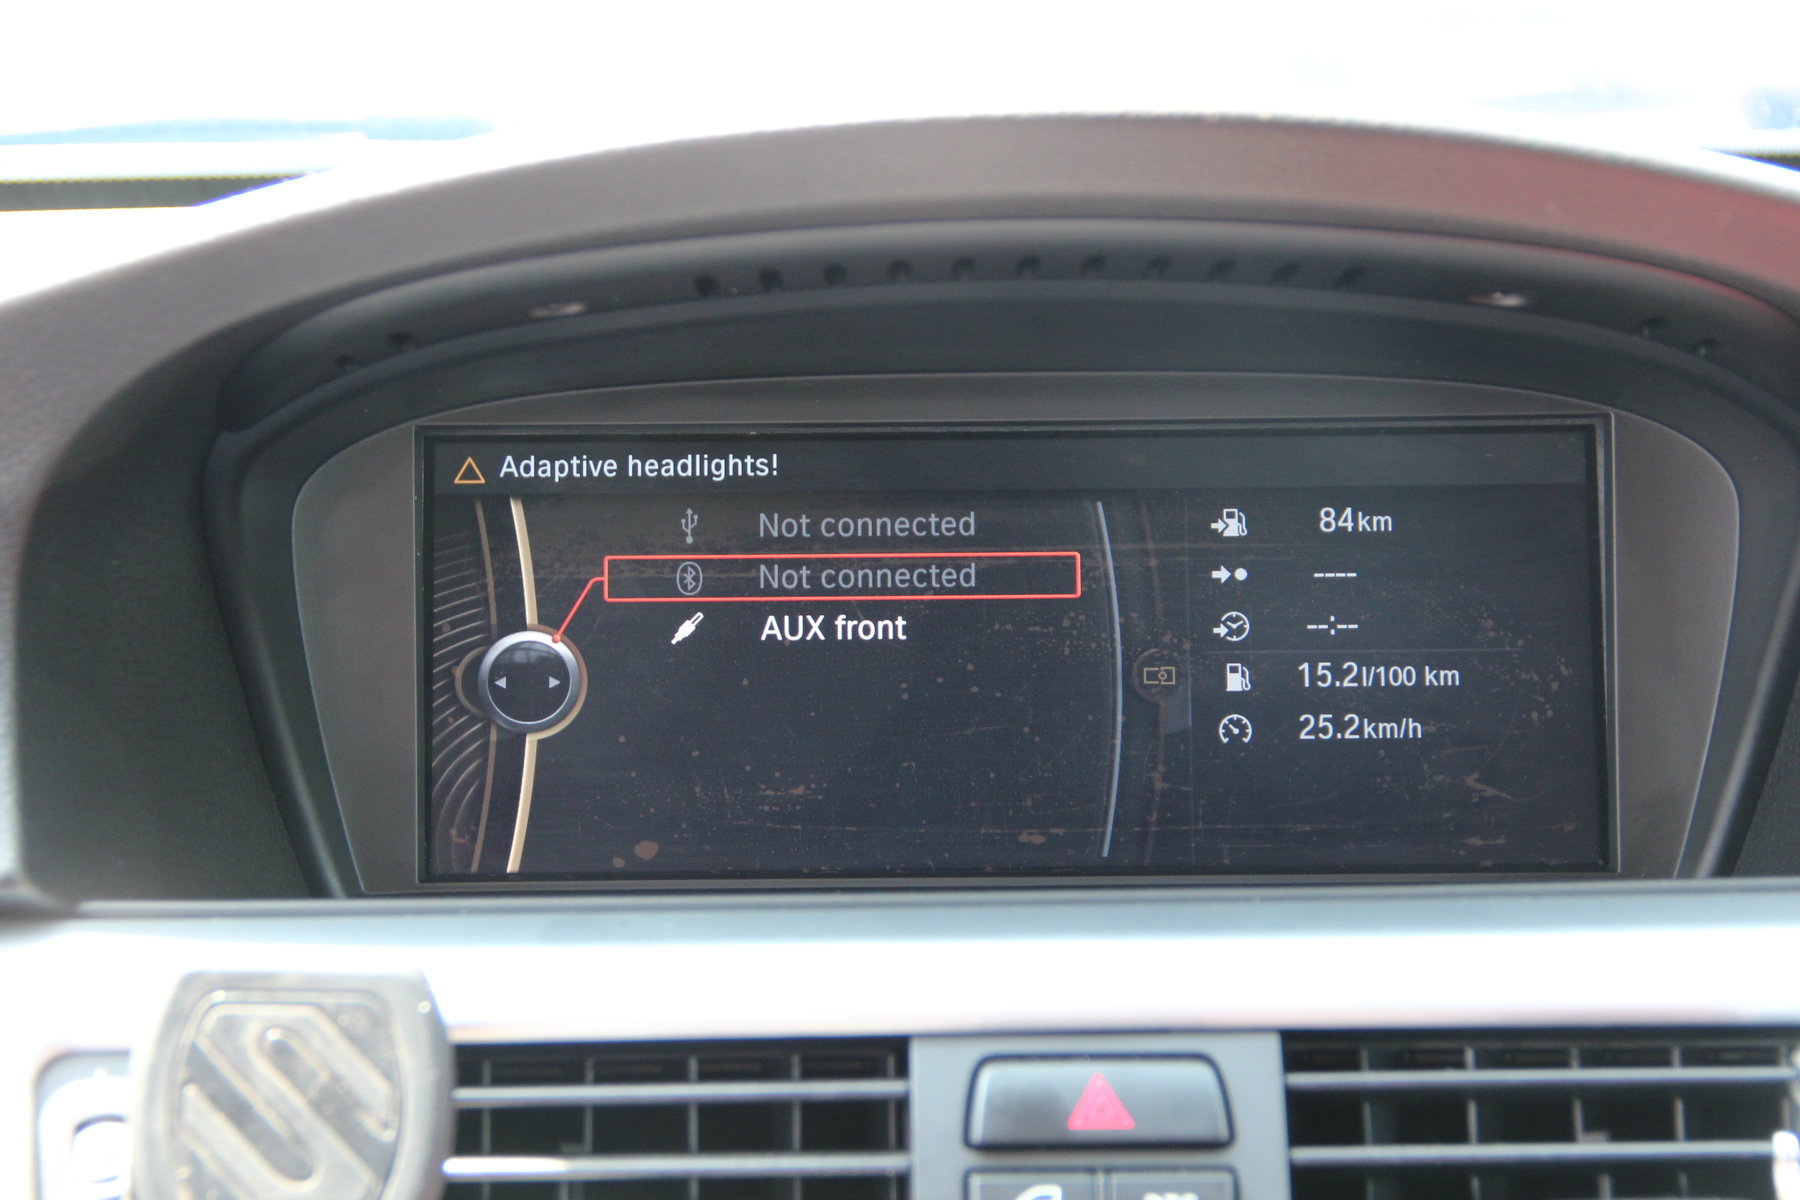 Adaptive headlights!
Not connected
Not connected
AUX front
84km
----
--:--
15.2l/100 km
25.2km/h